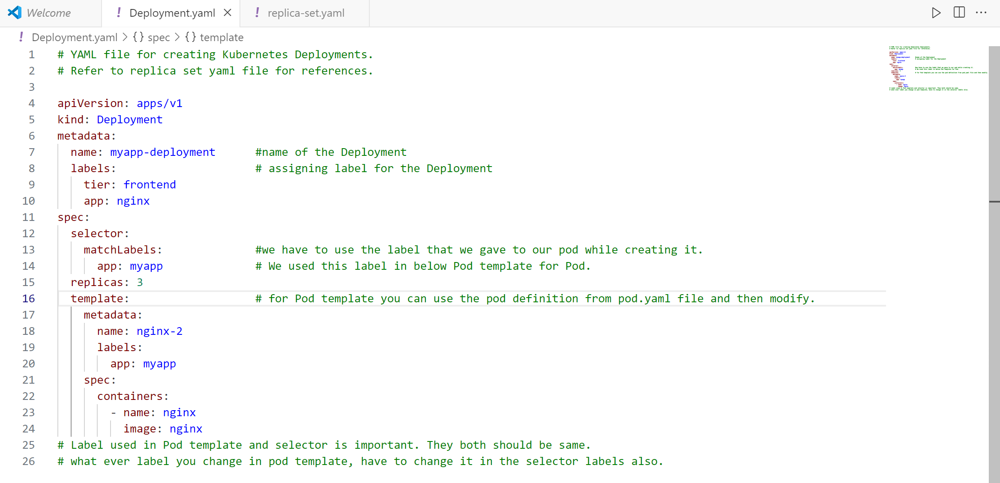 Welcome
! Deployment.yaml ×
! replica-set.yaml
! Deployment.yaml > {} spec > {} template
1 # YAML file for creating Kubernetes Deployments.
2 # Refer to replica set yaml file for references.
3
4 apiVersion: apps/v1
5 kind: Deployment
6 metadata:
7   name: myapp-deployment      #name of the Deployment
8   labels:                     # assigning label for the Deployment
9     tier: frontend
10     app: nginx
11 spec:
12   selector:
13     matchLabels:              #we have to use the label that we gave to our pod while creating it.
14       app: myapp              # We used this label in below Pod template for Pod.
15   replicas: 3
16   template:                   # for Pod template you can use the pod definition from pod.yaml file and then modify.
17     metadata:
18       name: nginx-2
19       labels:
20         app: myapp
21     spec:
22       containers:
23         - name: nginx
24           image: nginx
25 # Label used in Pod template and selector is important. They both should be same.
26 # what ever label you change in pod template, have to change it in the selector labels also.